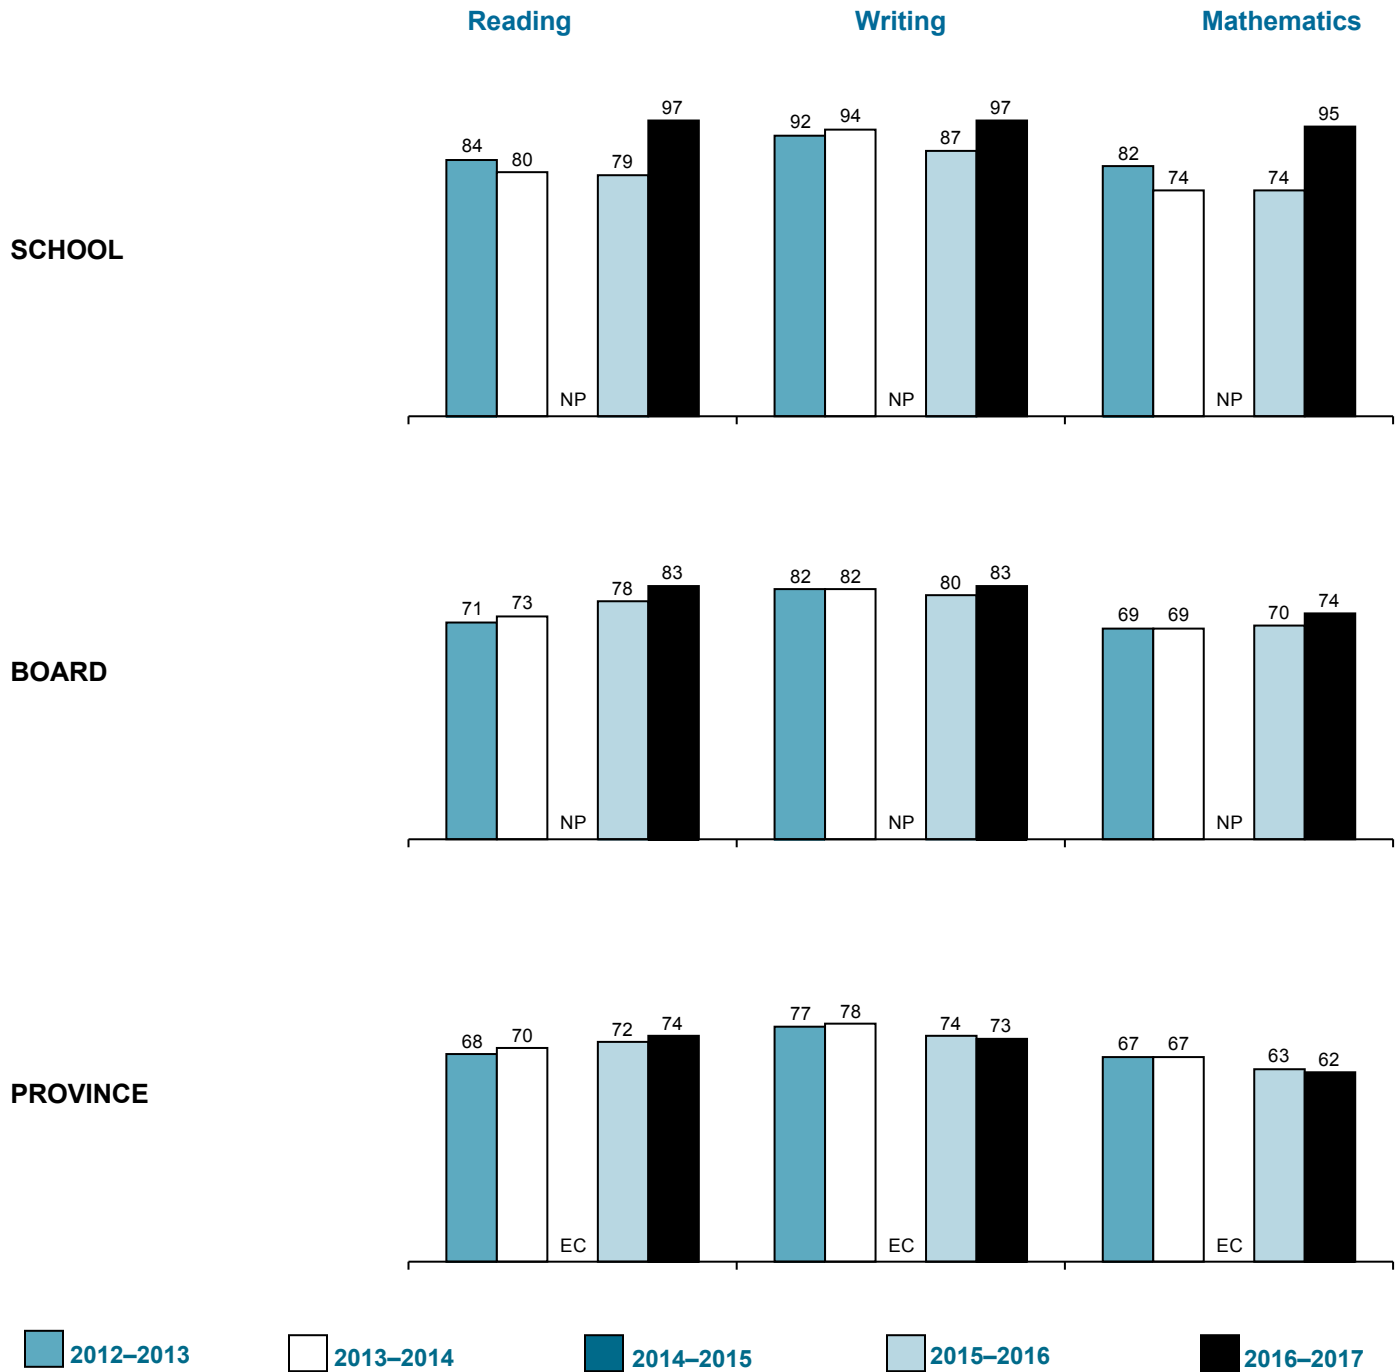 Reading Writing Mathematics
SCHOOL
84 80 NP 79 97 92 94 NP 87 97 82 74 NP 74 95
BOARD
71 73 NP 78 83 82 82 NP 80 83 69 69 NP 70 74
PROVINCE
68 70 EC 72 74 77 78 EC 74 73 67 67 EC 63 62
2012–2013 2013–2014 2014–2015 2015–2016 2016–2017